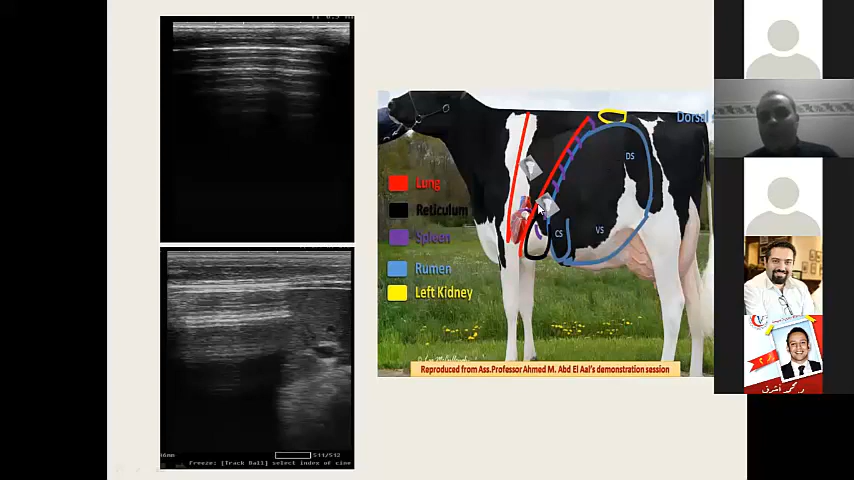 Freeze: [Track Ball] select index of cine
511/512
Lung
Reticulum
Spleen
Rumen
Left Kidney
Dorsal
DS
CS
VS
Reproduced from Ass.Professor Ahmed M. Abd El Aal's demonstration session